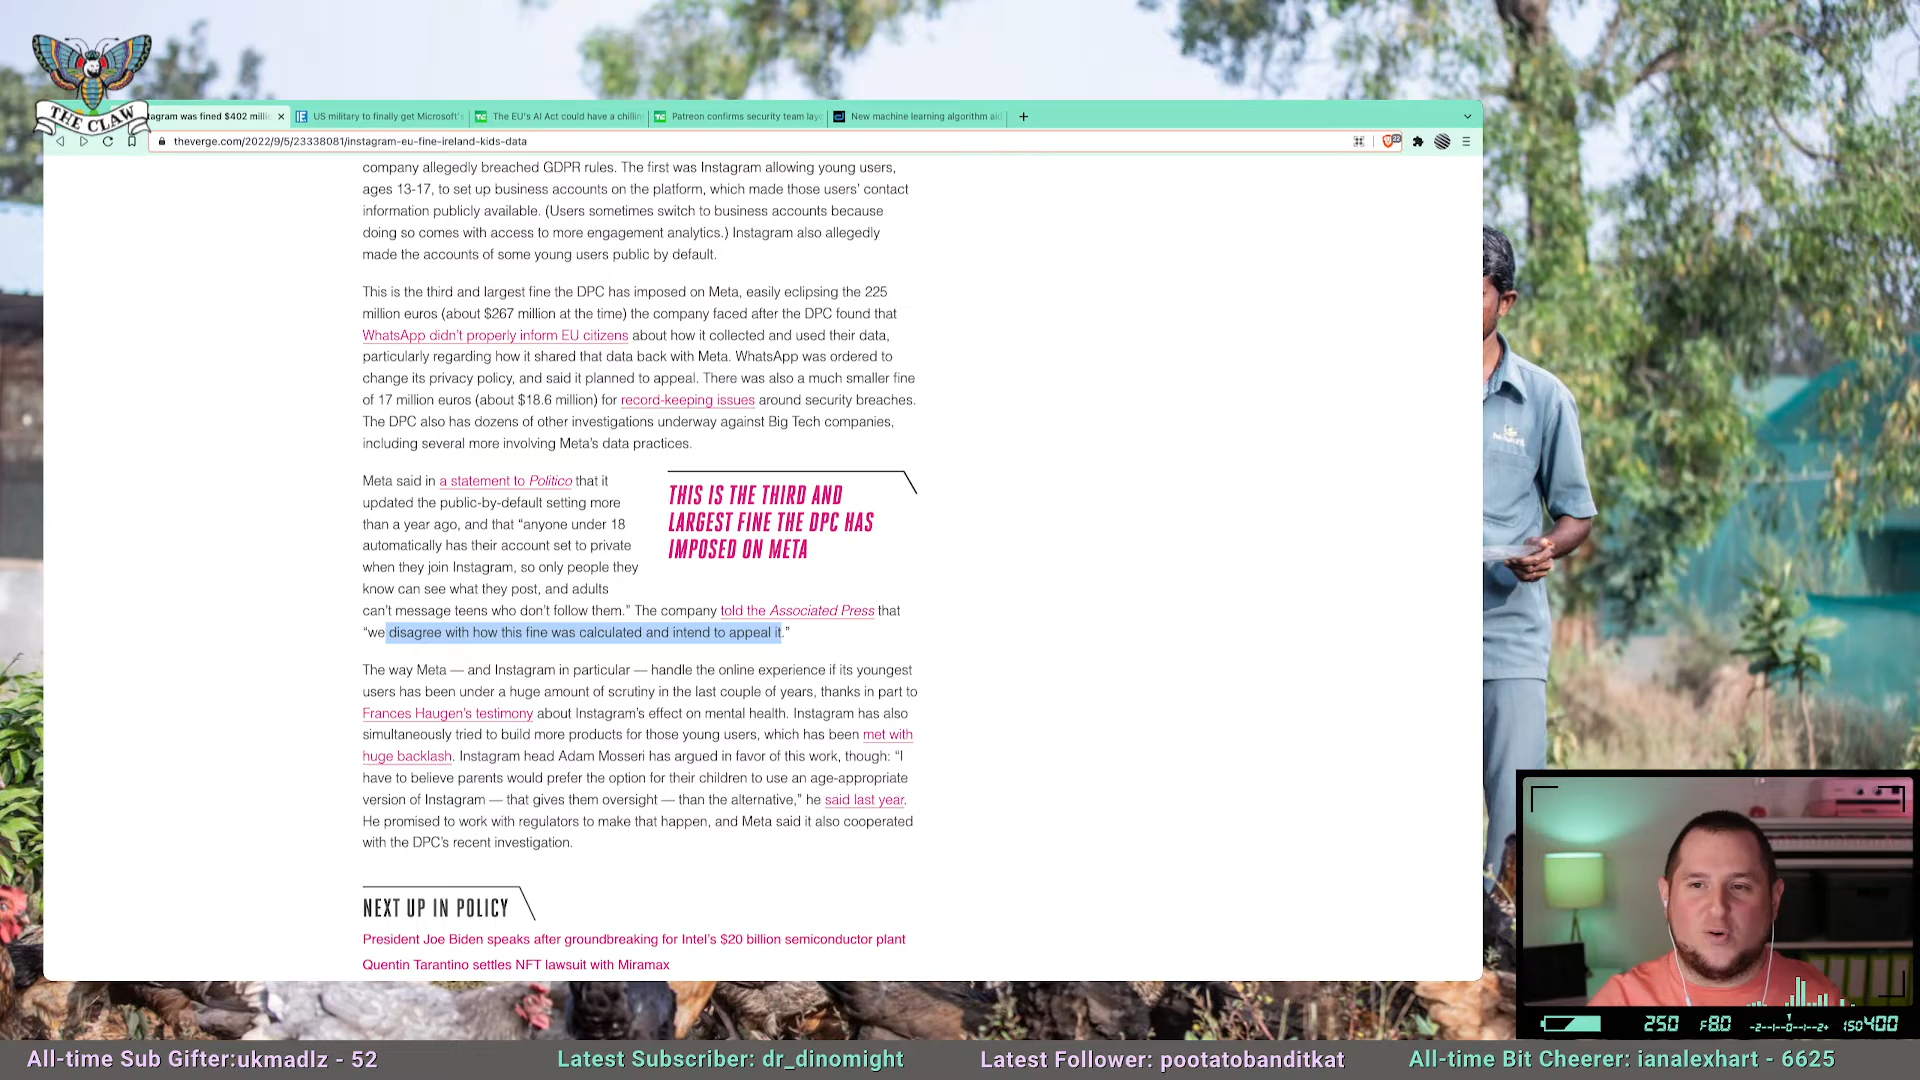 THE CLAW
tagram was fined $402 milli
US military to finally get Microsoft's
The EU's AI Act could have a chillin
Patreon confirms security team layo
New machine learning algorithm aid
theverge.com/2022/9/5/23338081/instagram-eu-fine-ireland-kids-data
company allegedly breached GDPR rules. The first was Instagram allowing young users,
ages 13-17, to set up business accounts on the platform, which made those users' contact
information publicly available. (Users sometimes switch to business accounts because
doing so comes with access to more engagement analytics.) Instagram also allegedly
made the accounts of some young users public by default.
This is the third and largest fine the DPC has imposed on Meta, easily eclipsing the 225
million euros (about $267 million at the time) the company faced after the DPC found that
WhatsApp didn't properly inform EU citizens about how it collected and used their data,
particularly regarding how it shared that data back with Meta. WhatsApp was ordered to
change its privacy policy, and said it planned to appeal. There was also a much smaller fine
of 17 million euros (about $18.6 million) for record-keeping issues around security breaches.
The DPC also has dozens of other investigations underway against Big Tech companies,
including several more involving Meta's data practices.
Meta said in a statement to Politico that it
updated the public-by-default setting more
than a year ago, and that “anyone under 18
automatically has their account set to private
when they join Instagram, so only people they
know can see what they post, and adults
can't message teens who don't follow them.” The company told the Associated Press that
“we disagree with how this fine was calculated and intend to appeal it.”
THIS IS THE THIRD AND
LARGEST FINE THE DPC HAS
IMPOSED ON META
The way Meta — and Instagram in particular — handle the online experience if its youngest
users has been under a huge amount of scrutiny in the last couple of years, thanks in part to
Frances Haugen's testimony about Instagram's effect on mental health. Instagram has also
simultaneously tried to build more products for those young users, which has been met with
huge backlash. Instagram head Adam Mosseri has argued in favor of this work, though: “I
have to believe parents would prefer the option for their children to use an age-appropriate
version of Instagram — that gives them oversight — than the alternative,” he said last year.
He promised to work with regulators to make that happen, and Meta said it also cooperated
with the DPC's recent investigation.
NEXT UP IN POLICY
President Joe Biden speaks after groundbreaking for Intel's $20 billion semiconductor plant
Quentin Tarantino settles NFT lawsuit with Miramax
250 F8.0 -2--1--0--1--2+ ISO400
All-time Sub Gifter:ukmadlz - 52
Latest Subscriber: dr_dinomight
Latest Follower: pootatobanditkat
All-time Bit Cheerer: ianalexhart - 6625